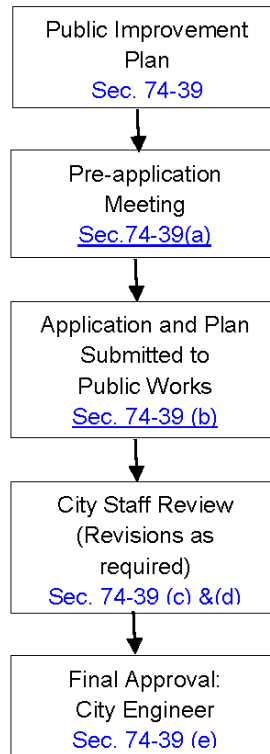 Public Improvement
Plan
Sec. 74-39
Pre-application
Meeting
Sec.74-39(a)
Application and Plan
Submitted to
Public Works
Sec. 74-39 (b)
City Staff Review
(Revisions as
required)
Sec. 74-39 (c) &(d)
Final Approval:
City Engineer
Sec. 74-39 (e)